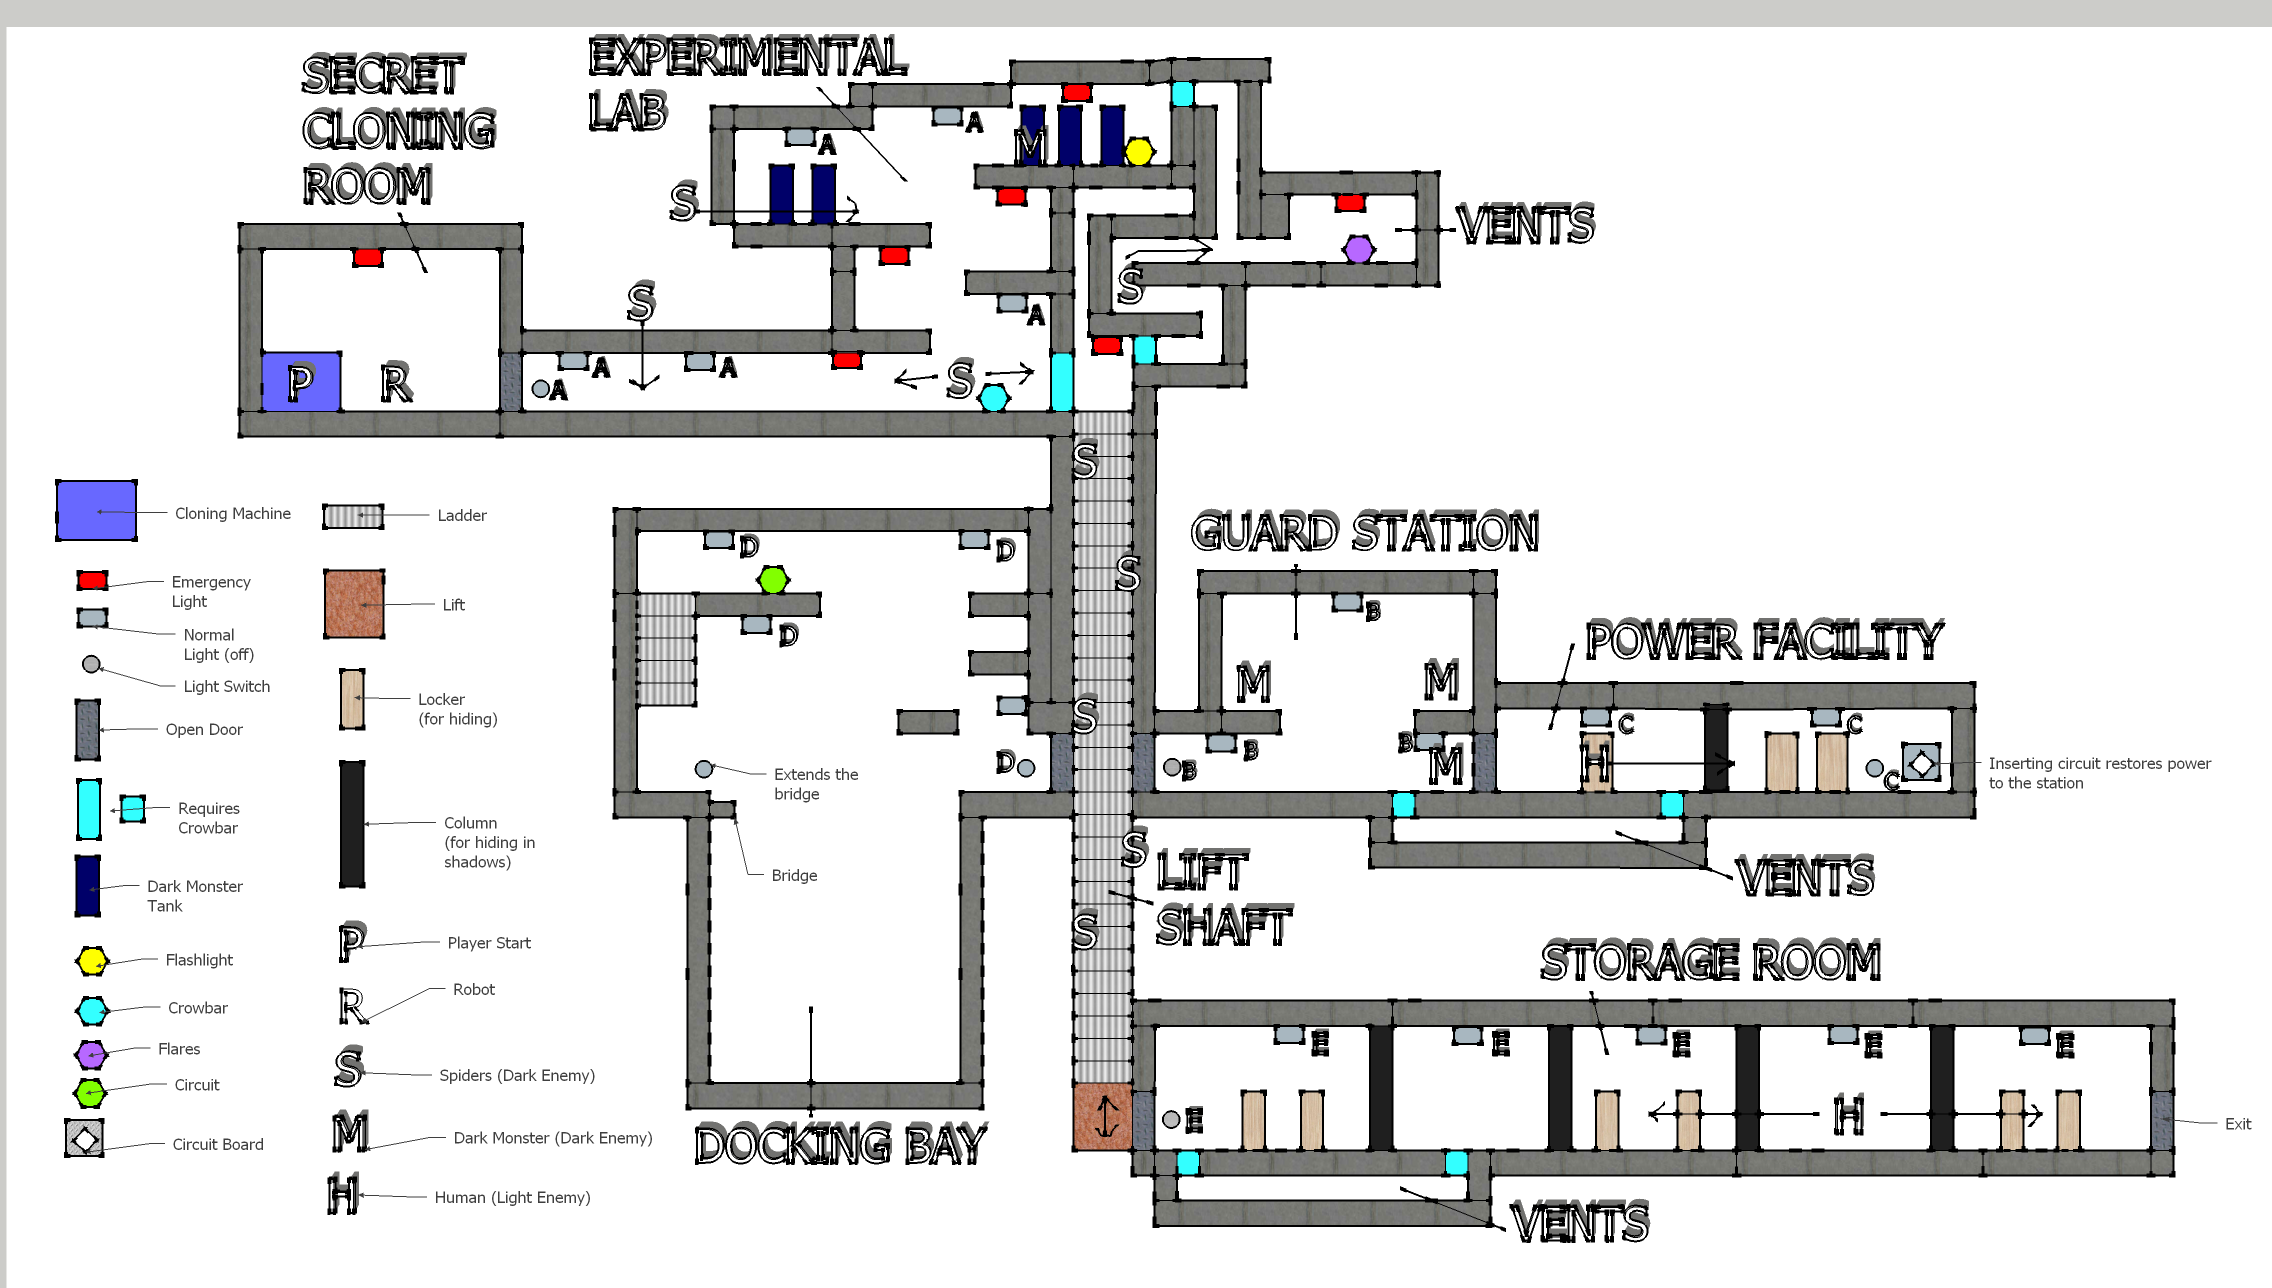 SECRET
CLONING
ROOM
EXPERIMENTAL
LAB
A
A
M
S
VENTS
S
S
A
P
R
A
A
A
S
S
Cloning Machine
Ladder
Emergency
Light
Lift
Normal
Light (off)
Light Switch
Locker
(for hiding)
Open Door
Requires
Crowbar
Column
(for hiding in
shadows)
Dark Monster
Tank
Flashlight
Player Start
Crowbar
Robot
Flares
Circuit
Spiders (Dark Enemy)
Circuit Board
Dark Monster (Dark Enemy)
Human (Light Enemy)
P
R
S
M
H
D
D
D
D
Extends the
bridge
Bridge
DOCKING BAY
S
S
S
S
LIFT
SHAFT
S
GUARD STATION
B
M
M
B
B
M
B
POWER FACILITY
C
C
H
C
Inserting circuit restores power
to the station
VENTS
STORAGE ROOM
E
E
E
E
E
E
H
Exit
VENTS